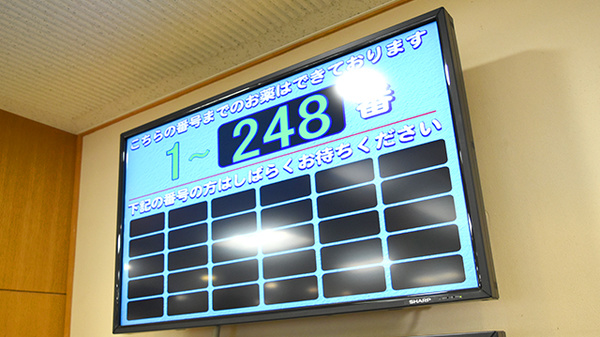 こちらの番号までのお薬はできております
1～248番
下記の番号の方はしばらくお待ちください
SHARP